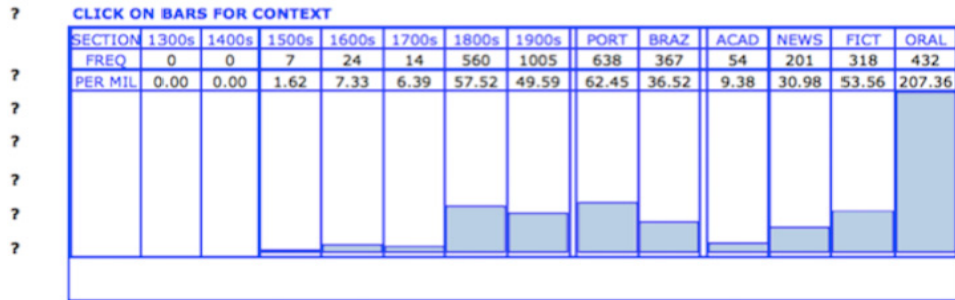 ? CLICK ON BARS FOR CONTEXT
SECTION 1300s 1400s 1500s 1600s 1700s 1800s 1900s PORT BRAZ ACAD NEWS FICT ORAL
FREQ 0 0 7 24 14 560 1005 638 367 54 201 318 432
? PER MIL 0.00 0.00 1.62 7.33 6.39 57.52 49.59 62.45 36.52 9.38 30.98 53.56 207.36
?
?
?
?
?